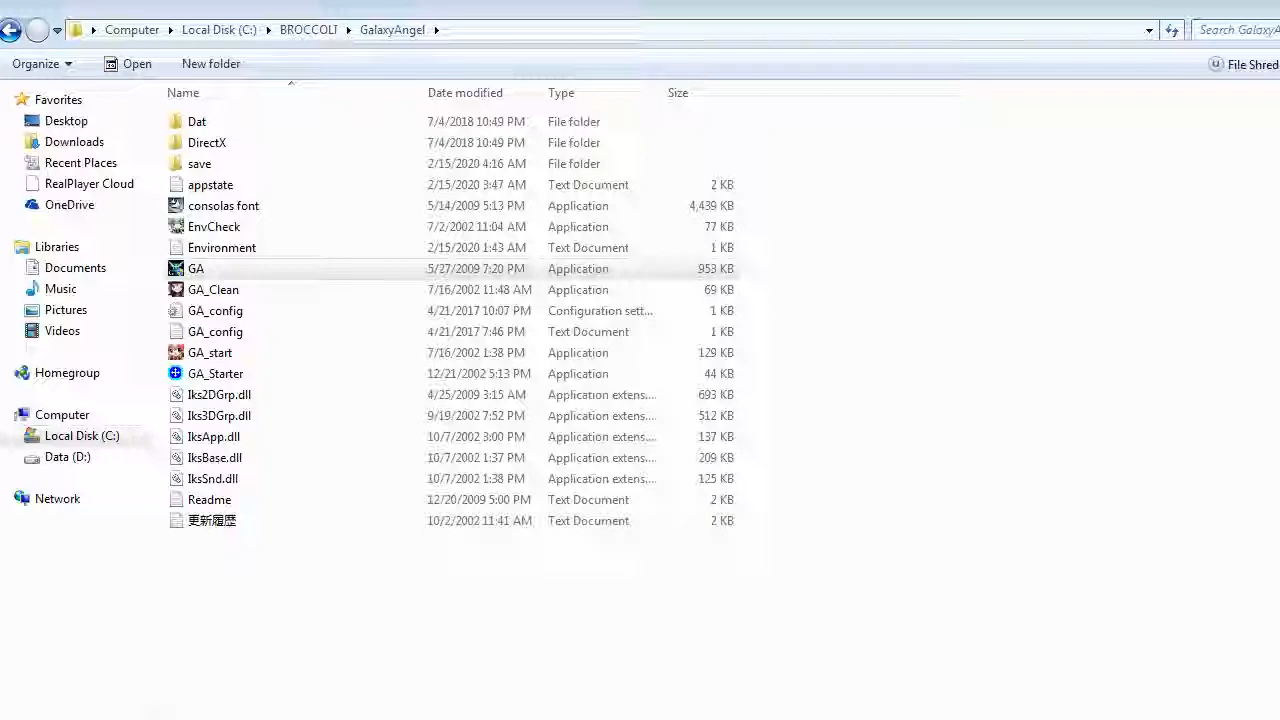 Computer Local Disk (C:) BROCCOLI GalaxyAngel Search GalaxyA
Organize Open New folder File Shred
Name Date modified Type Size
Favorites
Desktop
Downloads
Recent Places
RealPlayer Cloud
OneDrive
Libraries
Documents
Music
Pictures
Videos
Homegroup
Computer
Local Disk (C:)
Data (D:)
Network
Dat 7/4/2018 10:49 PM File folder
DirectX 7/4/2018 10:49 PM File folder
save 2/15/2020 4:16 AM File folder
appstate 2/15/2020 3:47 AM Text Document 2 KB
consolas font 5/14/2009 5:13 PM Application 4,439 KB
EnvCheck 7/2/2002 11:04 AM Application 77 KB
Environment 2/15/2020 1:43 AM Text Document 1 KB
GA 5/27/2009 7:20 PM Application 953 KB
GA_Clean 7/16/2002 11:48 AM Application 69 KB
GA_config 4/21/2017 10:07 PM Configuration sett... 1 KB
GA_config 4/21/2017 7:46 PM Text Document 1 KB
GA_start 7/16/2002 1:38 PM Application 129 KB
GA_Starter 12/21/2002 5:13 PM Application 44 KB
Iks2DGrp.dll 4/25/2009 3:15 AM Application extens.... 693 KB
Iks3DGrp.dll 9/19/2002 7:52 PM Application extens.... 512 KB
IksApp.dll 10/7/2002 3:00 PM Application extens.... 137 KB
IksBase.dll 10/7/2002 1:37 PM Application extens.... 209 KB
IksSnd.dll 10/7/2002 1:38 PM Application extens.... 125 KB
Readme 12/20/2009 5:00 PM Text Document 2 KB
更新履歴 10/2/2002 11:41 AM Text Document 2 KB